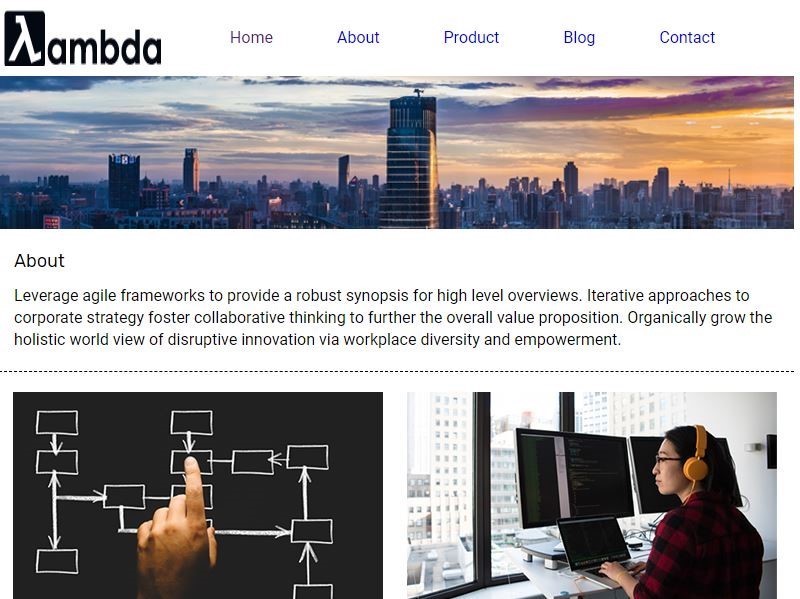 λambda
Home
About
Product
Blog
Contact
About
Leverage agile frameworks to provide a robust synopsis for high level overviews. Iterative approaches to
corporate strategy foster collaborative thinking to further the overall value proposition. Organically grow the
holistic world view of disruptive innovation via workplace diversity and empowerment.